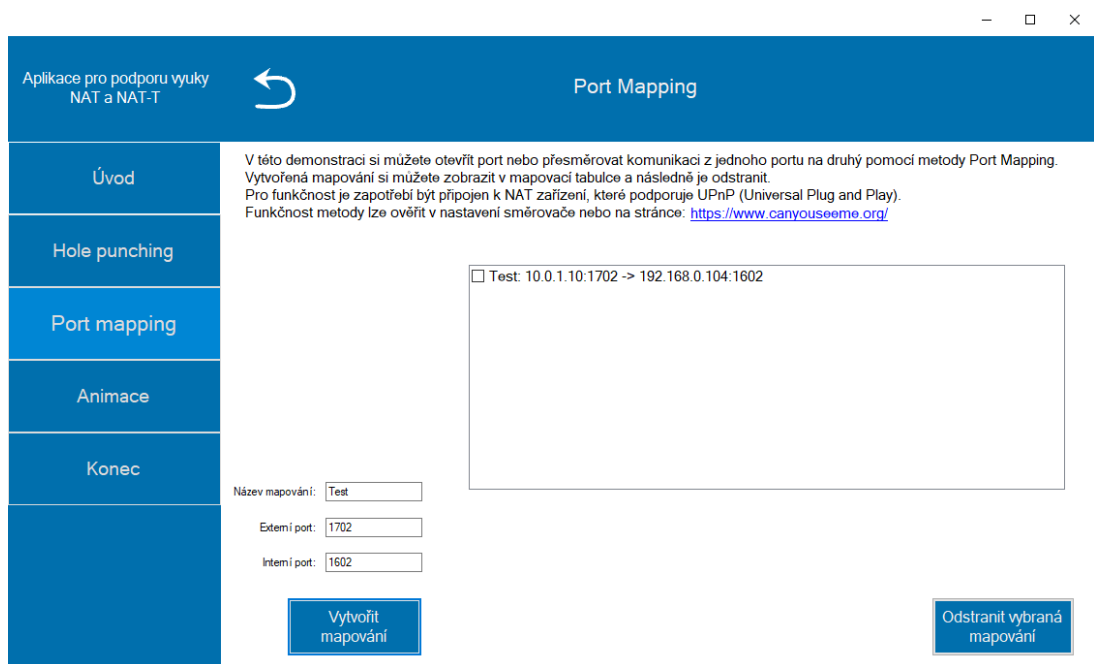 Aplikace pro podporu vyuky
NAT a NAT-T
Port Mapping
Úvod
Hole punching
Port mapping
Animace
Konec
V této demonstraci si můžete otevřít port nebo přesměrovat komunikaci z jednoho portu na druhý pomocí metody Port Mapping.
Vytvořená mapování si můžete zobrazit v mapovací tabulce a následně je odstranit.
Pro funkčnost je zapotřebí být připojen k NAT zařízení, které podporuje UPnP (Universal Plug and Play).
Funkčnost metody lze ověřit v nastavení směrovače nebo na stránce: https://www.canyouseeme.org/
Test: 10.0.1.10:1702 -> 192.168.0.104:1602
Název mapování: Test
Externí port: 1702
Interní port: 1602
Vytvořit
mapování
Odstranit vybraná
mapování